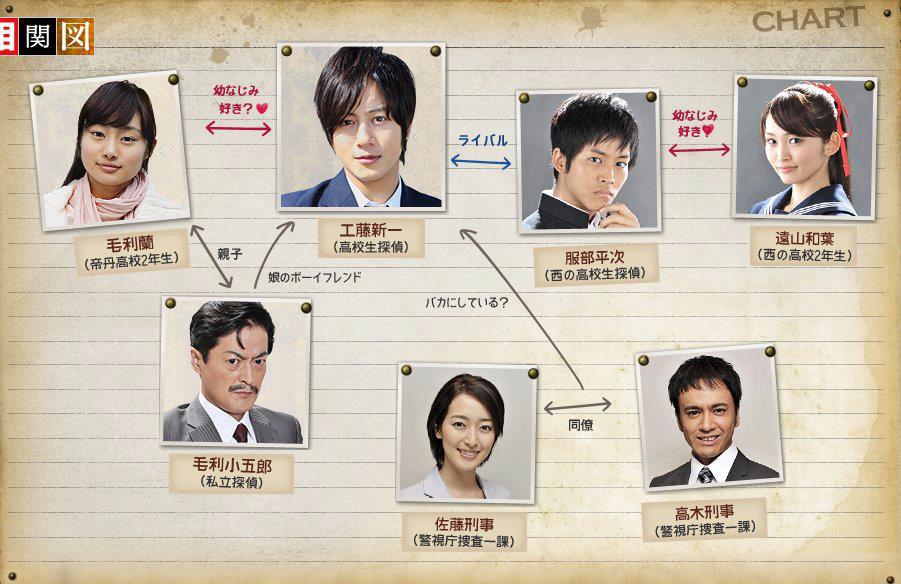 相関図
CHART
幼なじみ
好き?♥
ライバル
幼なじみ
好き♥
毛利蘭
(帝丹高校2年生)
工藤新一
(高校生探偵)
服部平次
(西の高校生探偵)
遠山和葉
(西の高校2年生)
親子
娘のボーイフレンド
バカにしている?
同僚
毛利小五郎
(私立探偵)
佐藤刑事
(警視庁捜査一課)
高木刑事
(警視庁捜査一課)